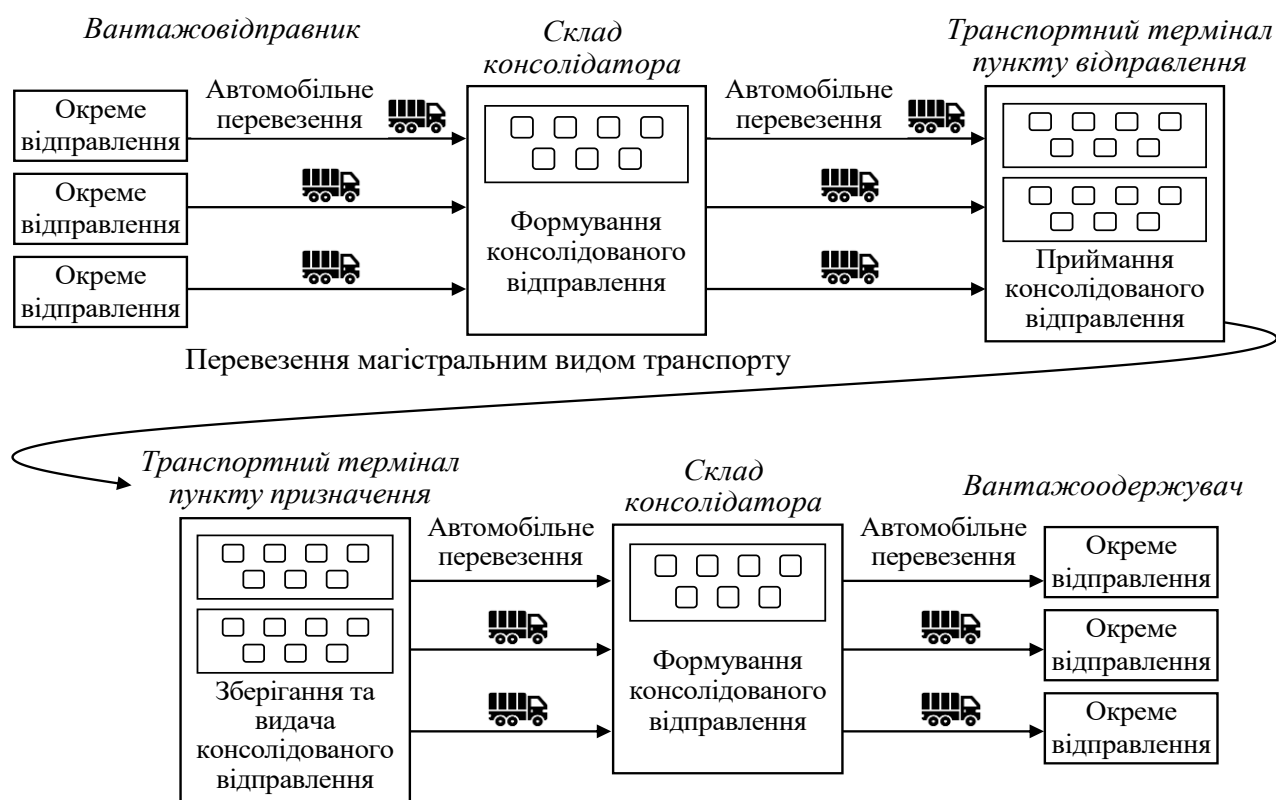 Вантажовідправник
Склад
консолідатора
Транспортний термінал
пункту відправлення
Окреме
відправлення
Автомобільне
перевезення
Автомобільне
перевезення
Окреме
відправлення
Окреме
відправлення
Формування
консолідованого
відправлення
Приймання
консолідованого
відправлення
Перевезення магістральним видом транспорту
Транспортний термінал
пункту призначення
Склад
консолідатора
Вантажоодержувач
Автомобільне
перевезення
Автомобільне
перевезення
Окреме
відправлення
Окреме
відправлення
Окреме
відправлення
Зберігання та
видача
консолідованого
відправлення
Формування
консолідованого
відправлення